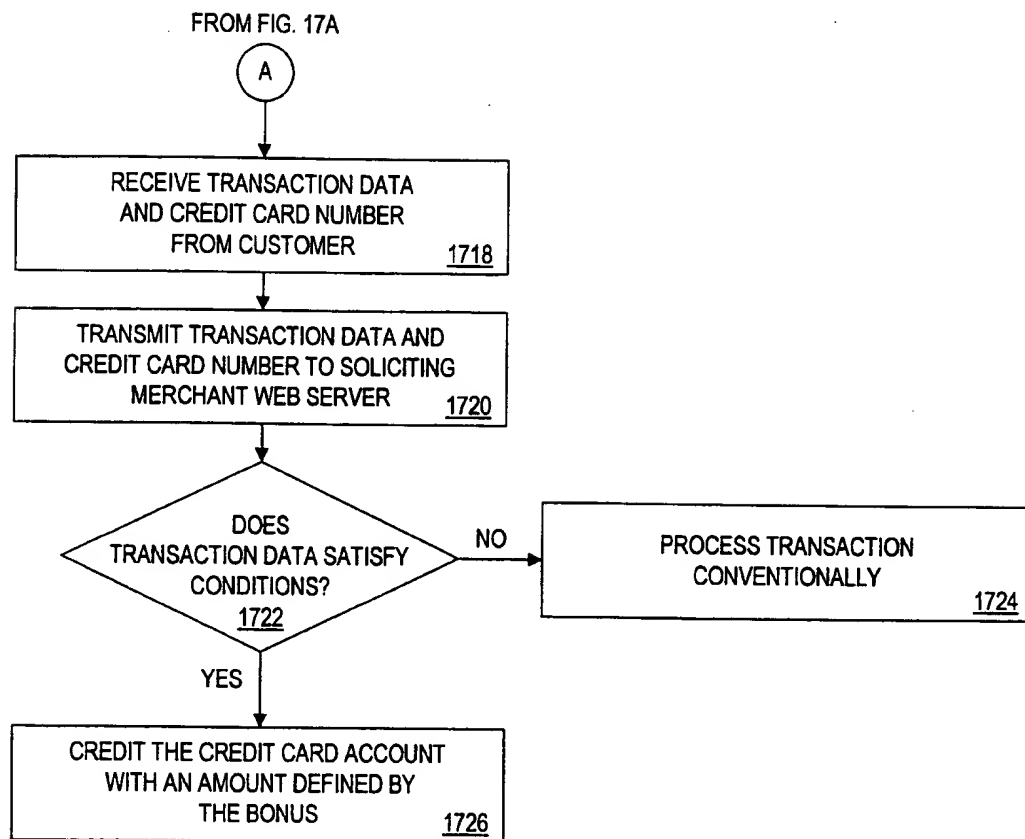 FROM FIG. 17A
A
RECEIVE TRANSACTION DATA
AND CREDIT CARD NUMBER
FROM CUSTOMER
1718
TRANSMIT TRANSACTION DATA AND
CREDIT CARD NUMBER TO SOLICITING
MERCHANT WEB SERVER
1720
DOES
TRANSACTION DATA SATISFY
CONDITIONS?
1722
NO
PROCESS TRANSACTION
CONVENTIONALLY
1724
YES
CREDIT THE CREDIT CARD ACCOUNT
WITH AN AMOUNT DEFINED BY
THE BONUS
1726